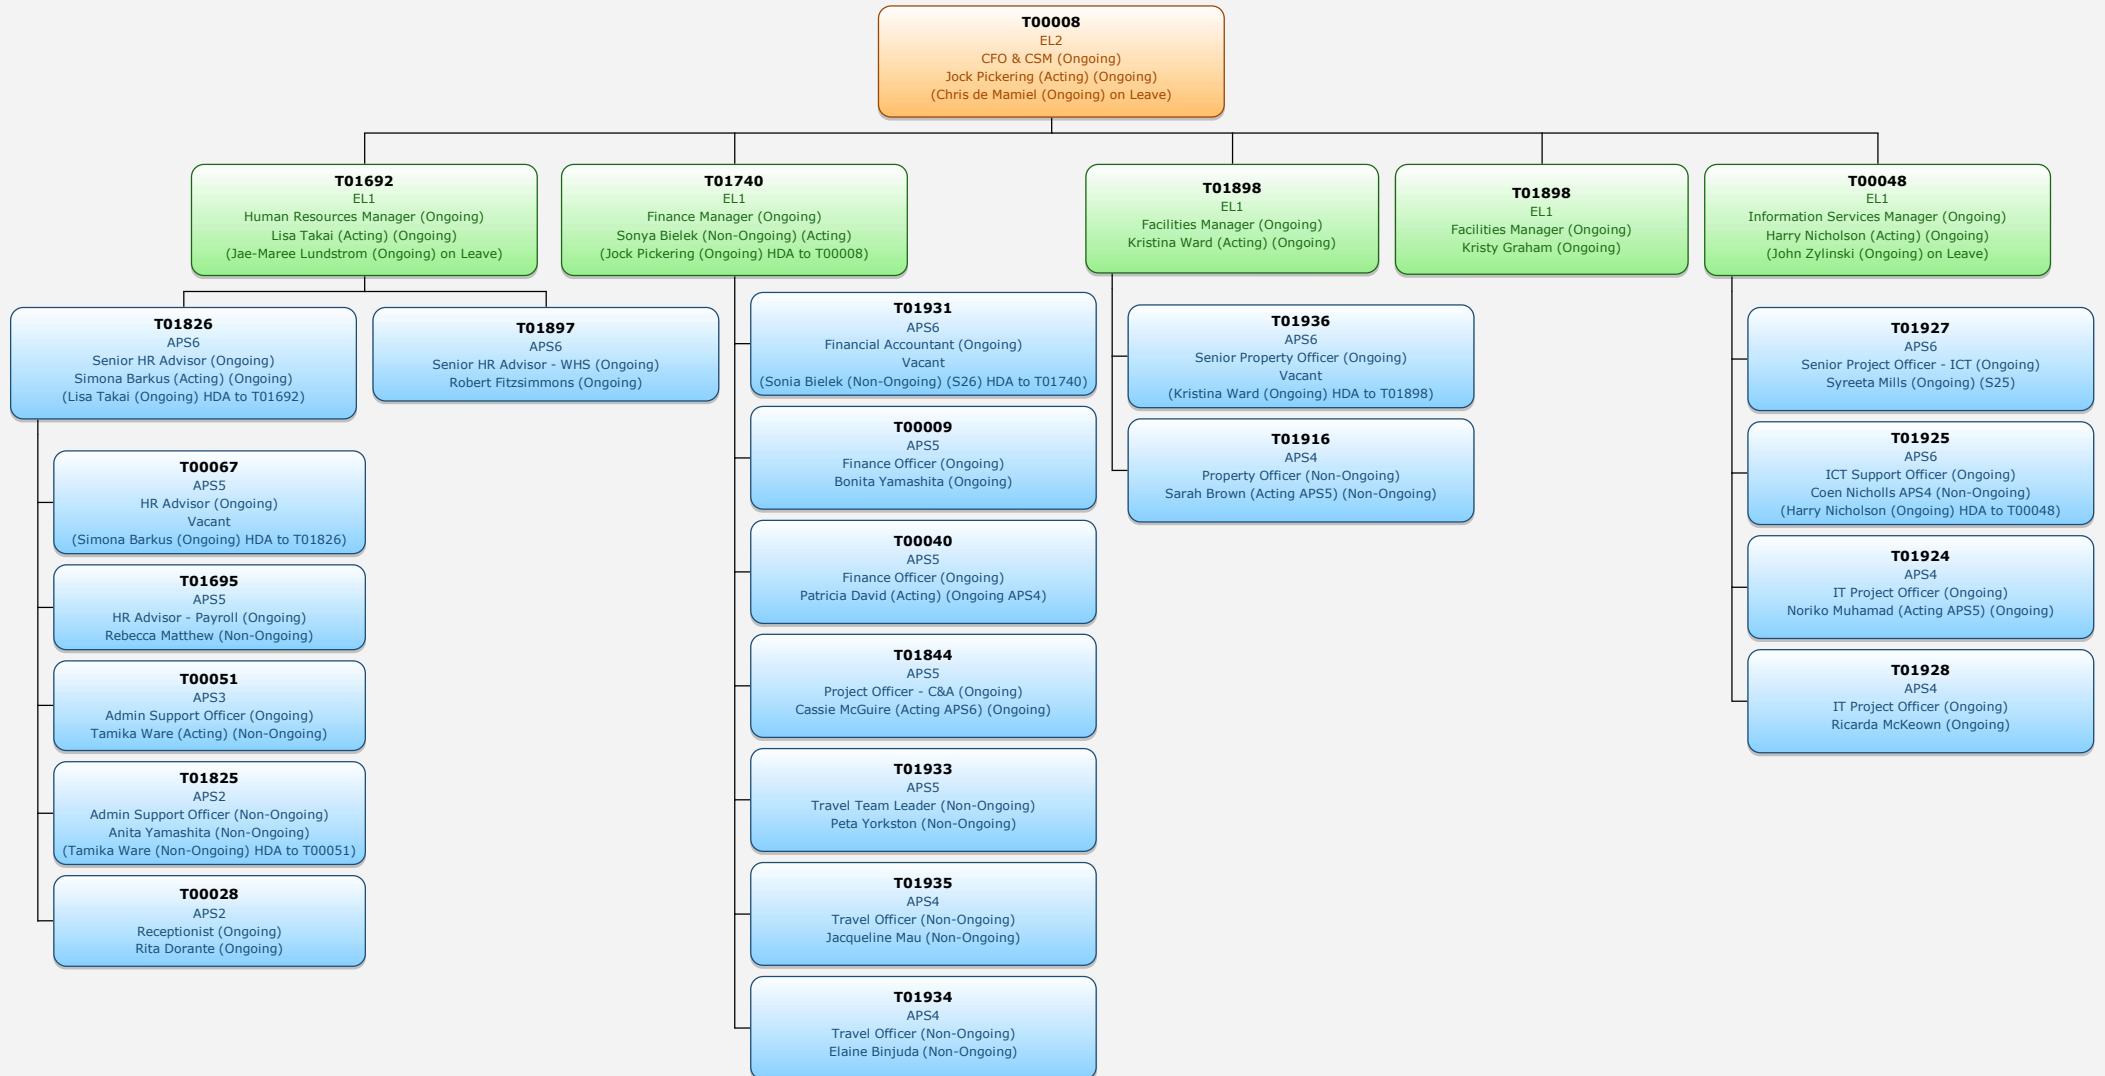 T00008
EL2
CFO & CSM (Ongoing)
Jock Pickering (Acting) (Ongoing)
(Chris de Mamiel (Ongoing) on Leave)
T01692
EL1
Human Resources Manager (Ongoing)
Lisa Takai (Acting) (Ongoing)
(Jae-Maree Lundstrom (Ongoing) on Leave)
T01740
EL1
Finance Manager (Ongoing)
Sonya Bielek (Non-Ongoing) (Acting)
(Jock Pickering (Ongoing) HDA to T00008)
T01898
EL1
Facilities Manager (Ongoing)
Kristina Ward (Acting) (Ongoing)
T01898
EL1
Facilities Manager (Ongoing)
Kristy Graham (Ongoing)
T00048
EL1
Information Services Manager (Ongoing)
Harry Nicholson (Acting) (Ongoing)
(John Zylinski (Ongoing) on Leave)
T01826
APS6
Senior HR Advisor (Ongoing)
Simona Barkus (Acting) (Ongoing)
(Lisa Takai (Ongoing) HDA to T01692)
T01897
APS6
Senior HR Advisor - WHS (Ongoing)
Robert Fitzsimmons (Ongoing)
T00067
APS5
HR Advisor (Ongoing)
Vacant
(Simona Barkus (Ongoing) HDA to T01826)
T01695
APS5
HR Advisor - Payroll (Ongoing)
Rebecca Matthew (Non-Ongoing)
T00051
APS3
Admin Support Officer (Ongoing)
Tamika Ware (Acting) (Non-Ongoing)
T01825
APS2
Admin Support Officer (Non-Ongoing)
Anita Yamashita (Non-Ongoing)
(Tamika Ware (Non-Ongoing) HDA to T00051)
T00028
APS2
Receptionist (Ongoing)
Rita Dorante (Ongoing)
T01931
APS6
Financial Accountant (Ongoing)
Vacant
(Sonia Bielek (Non-Ongoing) (S26) HDA to T01740)
T00009
APS5
Finance Officer (Ongoing)
Bonita Yamashita (Ongoing)
T00040
APS5
Finance Officer (Ongoing)
Patricia David (Acting) (Ongoing APS4)
T01844
APS5
Project Officer - C&A (Ongoing)
Cassie McGuire (Acting APS6) (Ongoing)
T01933
APS5
Travel Team Leader (Non-Ongoing)
Peta Yorkston (Non-Ongoing)
T01935
APS4
Travel Officer (Non-Ongoing)
Jacqueline Mau (Non-Ongoing)
T01934
APS4
Travel Officer (Non-Ongoing)
Elaine Binjuda (Non-Ongoing)
T01936
APS6
Senior Property Officer (Ongoing)
Vacant
(Kristina Ward (Ongoing) HDA to T01898)
T01916
APS4
Property Officer (Non-Ongoing)
Sarah Brown (Acting APS5) (Non-Ongoing)
T01927
APS6
Senior Project Officer - ICT (Ongoing)
Syreeta Mills (Ongoing) (S25)
T01925
APS6
ICT Support Officer (Ongoing)
Coen Nicholls APS4 (Non-Ongoing)
(Harry Nicholson (Ongoing) HDA to T00048)
T01924
APS4
IT Project Officer (Ongoing)
Noriko Muhamad (Acting APS5) (Ongoing)
T01928
APS4
IT Project Officer (Ongoing)
Ricarda McKeown (Ongoing)